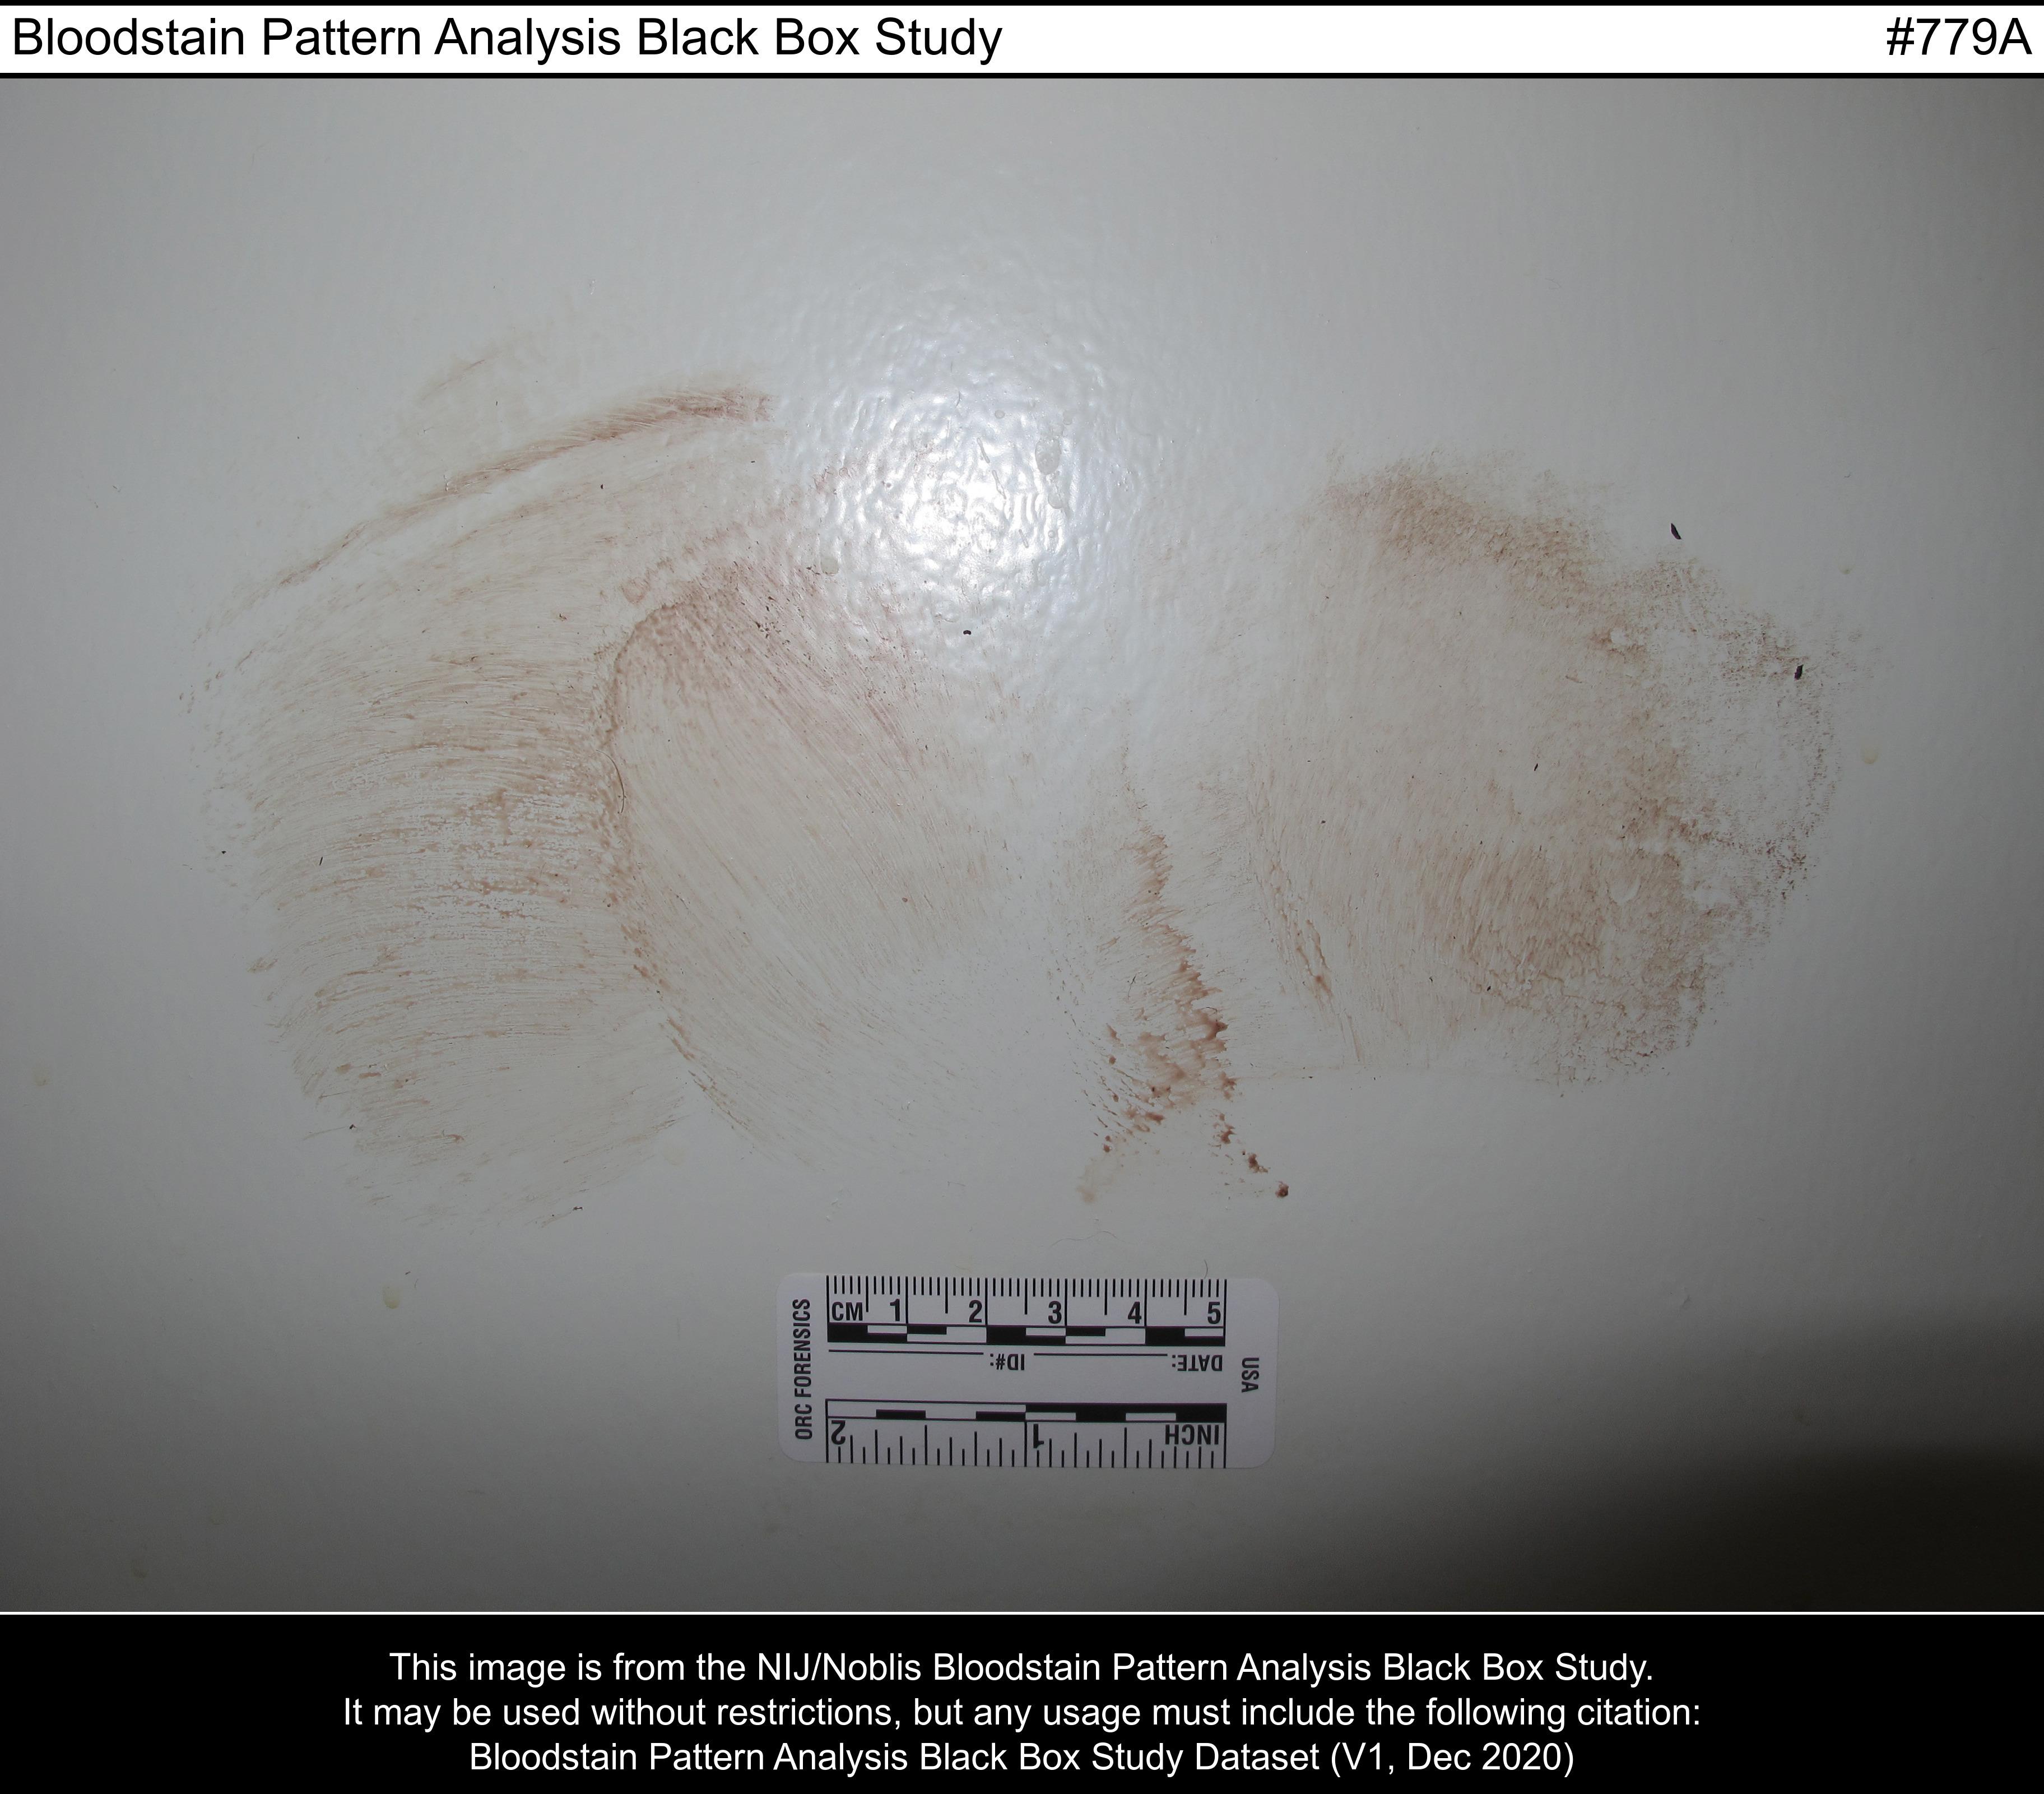 Bloodstain Pattern Analysis Black Box Study #779A
ORC FORENSICS
CM 1 2 3 4 5
ID#: DATE:
USA
INCH 1 2
This image is from the NIJ/Noblis Bloodstain Pattern Analysis Black Box Study.
It may be used without restrictions, but any usage must include the following citation:
Bloodstain Pattern Analysis Black Box Study Dataset (V1, Dec 2020)